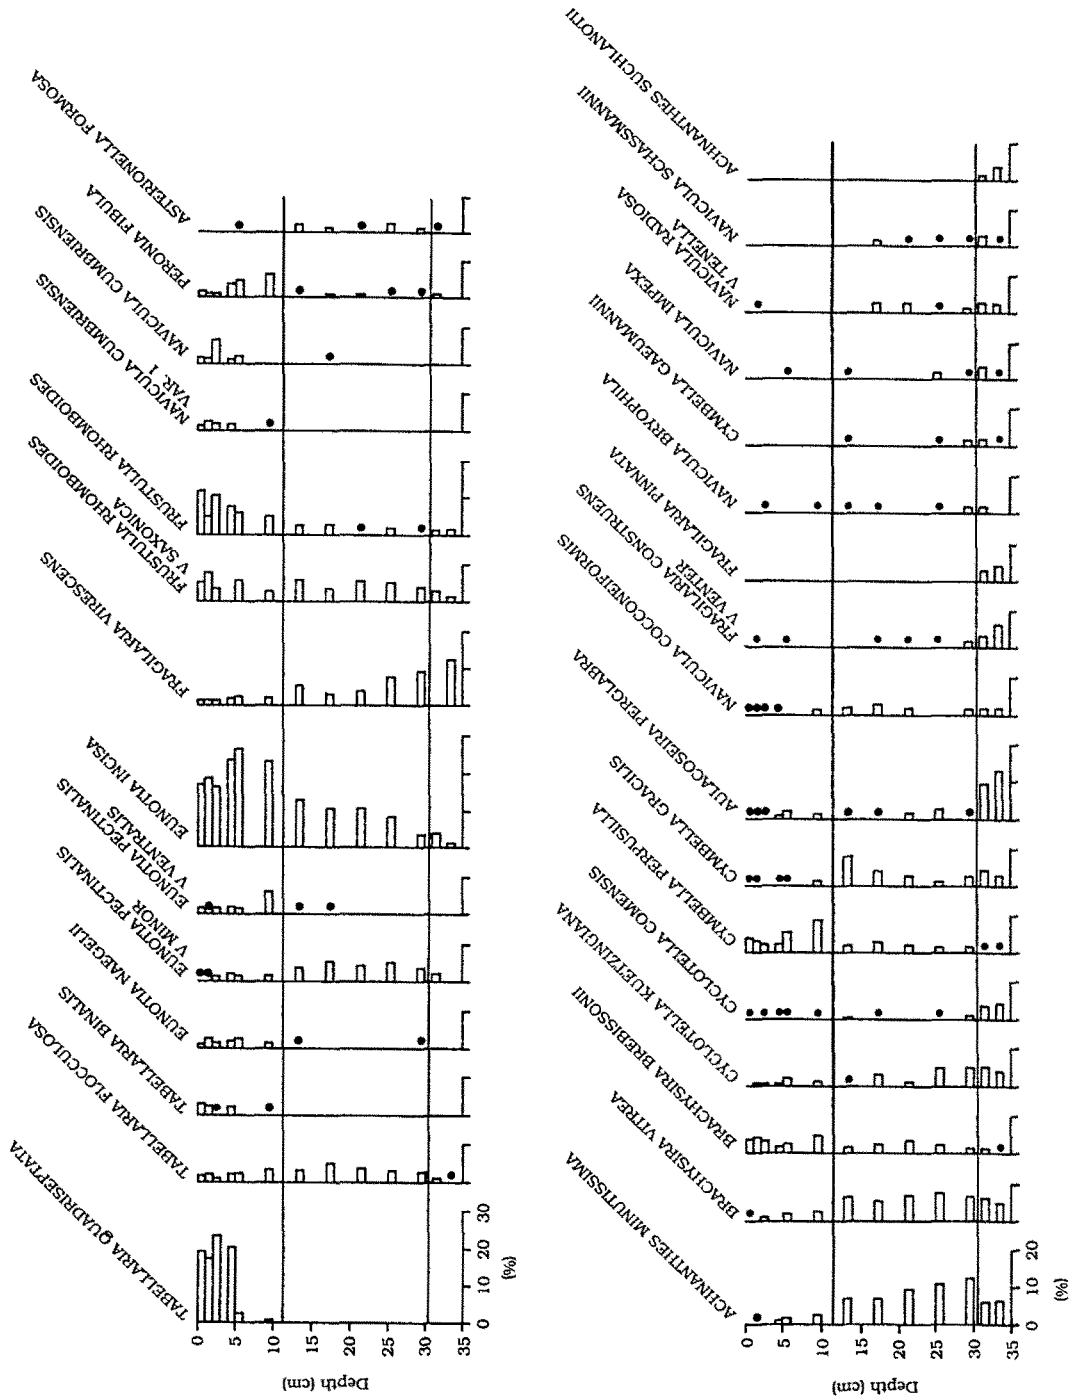 ASTERIONELLA FORMOSA
PERONIA FIBULA
NAVICULA CUMBRIENSIS
NAVICULA CUMBRIENSIS
VAR. 1
FRUSTULIA RHOMBOIDES
FRUSTULIA RHOMBOIDES
V SAXONICA
FRAGILARIA VIRESCENS
EUNOTIA INCISA
EUNOTIA PECTINALIS
V VENTRALIS
EUNOTIA PECTINALIS
V MINOR
EUNOTIA NAEGELII
TABELLARIA BINALIS
TABELLARIA FLOCCULOSA
TABELLARIA QUADRISEPTATA
0 10 20 30
(%)
0 5 10 15 20 25 30 35
Depth (cm)
ACHNANTHES SUCHLANOTII
NAVICULA SCHASSMANNII
NAVICULA RADIOSA
V TENELLA
NAVICULA IMPEXA
CYMBELLA GAEUMANNII
NAVICULA BRYOPHILA
FRAGILARIA PINNATA
FRAGILARIA CONSTRUENS
V VENTER
NAVICULA COCCONEIFORMIS
AULACOSEIRA PERGLABRA
CYMBELLA GRACILIS
CYMBELLA PERPUSILLA
CYCLOTELLA COMENSIS
CYCLOTELLA KUETZINGIANA
BRACHYSIRA BREBISSONII
BRACHYSIRA VITREA
ACHNANTHES MINUTISSIMA
0 10 20
(%)
0 5 10 15 20 25 30 35
Depth (cm)